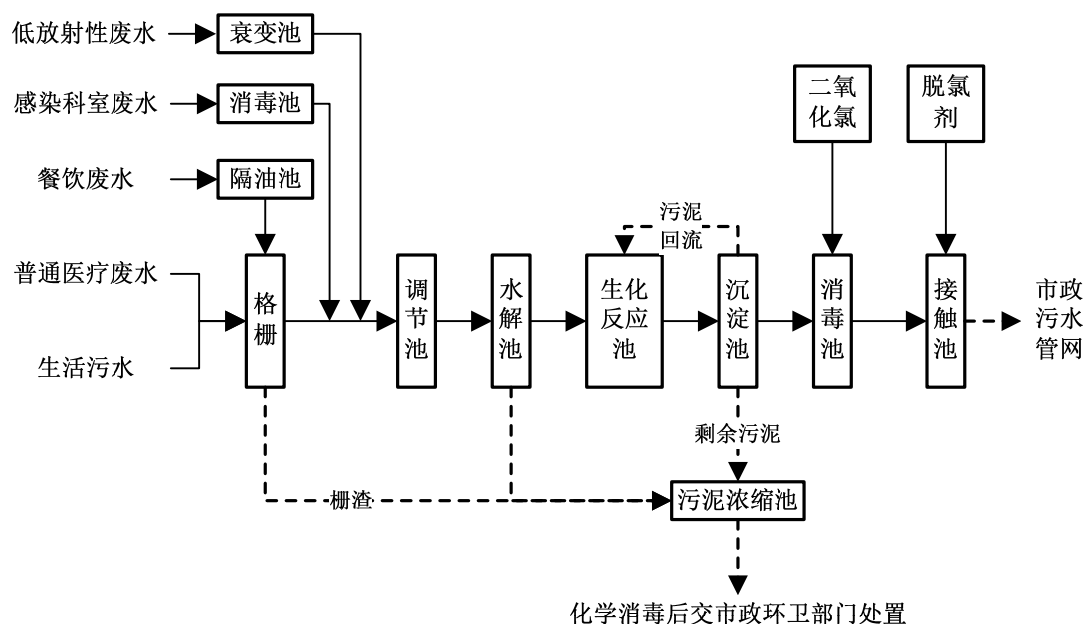 低放射性废水
衰变池
感染科室废水
消毒池
二氧
化氯
脱氯
剂
餐饮废水
隔油池
污泥
回流
普通医疗废水
生活污水
格
栅
调
节
池
水
解
池
生化
反应
池
沉
淀
池
消
毒
池
接
触
池
市政
污水
管网
剩余污泥
栅渣
污泥浓缩池
化学消毒后交市政环卫部门处置